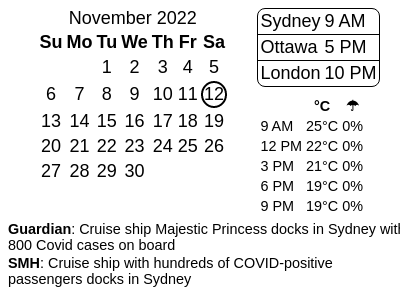 November 2022
Su Mo Tu We Th Fr Sa
1 2 3 4 5
6 7 8 9 10 11 12
13 14 15 16 17 18 19
20 21 22 23 24 25 26
27 28 29 30
Sydney 9 AM
Ottawa 5 PM
London 10 PM
°C ☂
9 AM 25°C 0%
12 PM 22°C 0%
3 PM 21°C 0%
6 PM 19°C 0%
9 PM 19°C 0%
Guardian: Cruise ship Majestic Princess docks in Sydney with
800 Covid cases on board
SMH: Cruise ship with hundreds of COVID-positive
passengers docks in Sydney